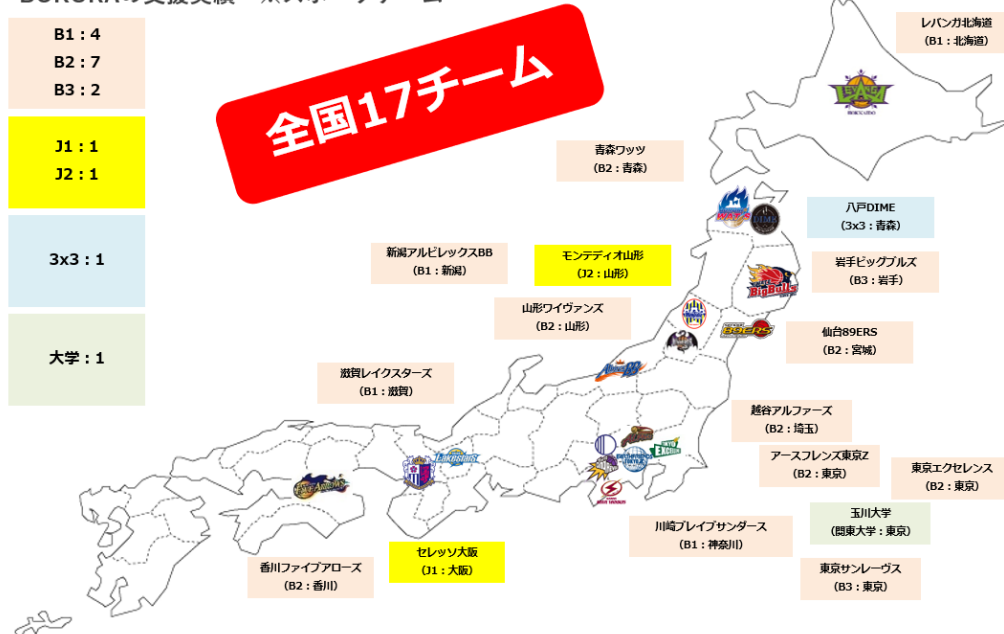 B1：4
B2：7
B3：2
J1：1
J2：1
3x3：1
大学：1
全国17チーム
レバンガ北海道
(B1：北海道)
LEVANGA
HOKKAIDO
青森ワッツ
(B2：青森)
WATS
DIME
八戸DIME
(3x3：青森)
新潟アルビレックスBB
(B1：新潟)
モンテディオ山形
(J2：山形)
岩手ビッグブルズ
(B3：岩手)
BigBulls
山形ワイヴァンズ
(B2：山形)
89ERS
仙台89ERS
(B2：宮城)
滋賀レイクスターズ
(B1：滋賀)
Albirex BB
越谷アルファーズ
(B2：埼玉)
アースフレンズ東京Z
(B2：東京)
東京エクセレンス
(B2：東京)
Lakestars
EXCELLENCE
玉川大学
(関東大学：東京)
川崎ブレイブサンダース
(B1：神奈川)
セレッソ大阪
(J1：大阪)
香川ファイブアローズ
(B2：香川)
東京サンレーヴス
(B3：東京)